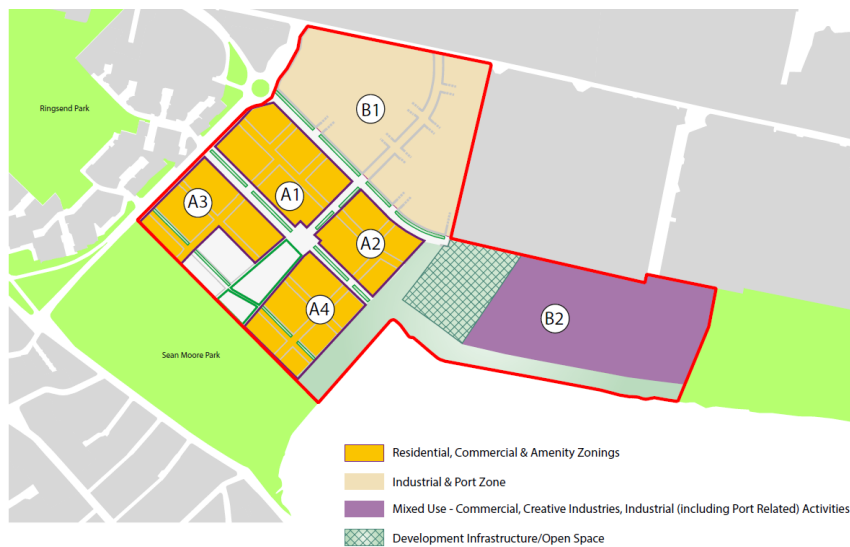 Ringsend Park
B1
A1
A3
A2
A4
B2
Sean Moore Park
Residential, Commercial & Amenity Zonings
Industrial & Port Zone
Mixed Use - Commercial, Creative Industries, Industrial (including Port Related) Activities
Development Infrastructure/Open Space